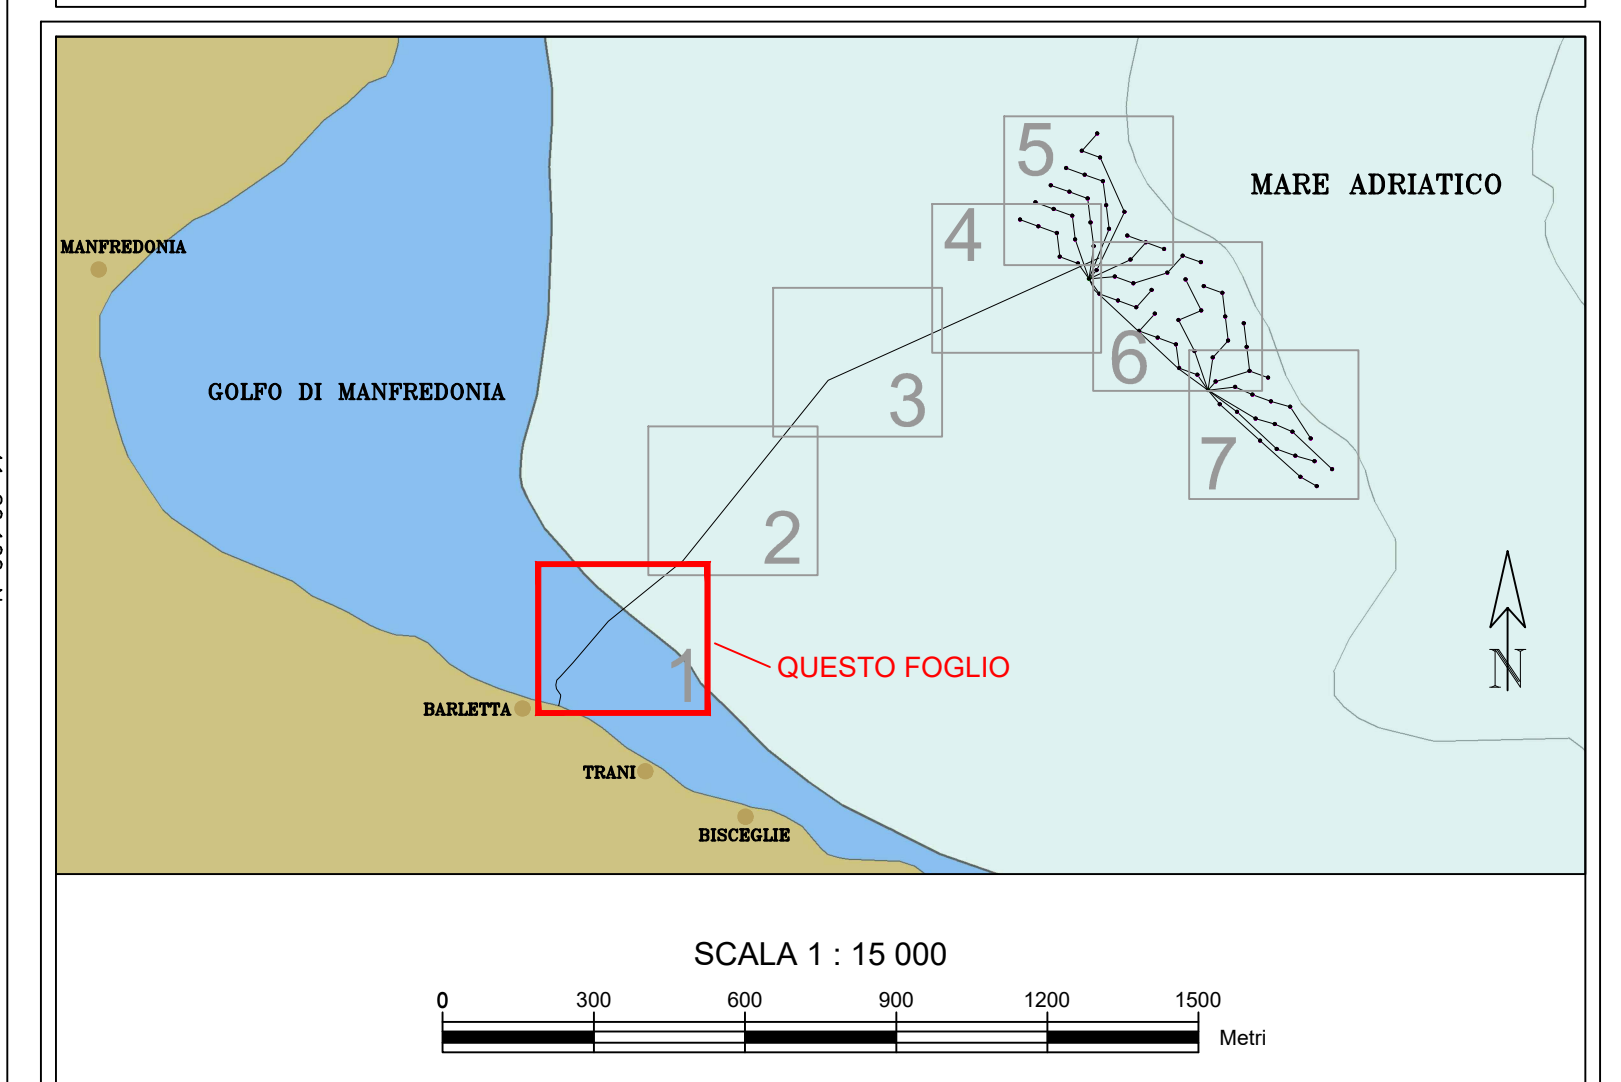 5
MARE ADRIATICO
4
MANFREDONIA
6
GOLFO DI MANFREDONIA
3
7
2
1
QUESTO FOGLIO
N
BARLETTA
TRANI
BISCEGLIE
SCALA 1 : 15 000
0 300 600 900 1200 1500
Metri